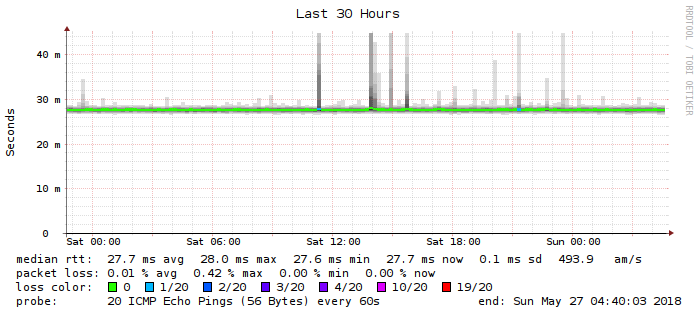 Last 30 Hours
RRDTOOL / TOBI OETIKER
Seconds
40 m
30 m
20 m
10 m
0
Sat 00:00 Sat 06:00 Sat 12:00 Sat 18:00 Sun 00:00
median rtt: 27.7 ms avg 28.0 ms max 27.6 ms min 27.7 ms now 0.1 ms sd 493.9 am/s
packet loss: 0.01 % avg 0.42 % max 0.00 % min 0.00 % now
loss color: 0 1/20 2/20 3/20 4/20 10/20 19/20
probe: 20 ICMP Echo Pings (56 Bytes) every 60s end: Sun May 27 04:40:03 2018